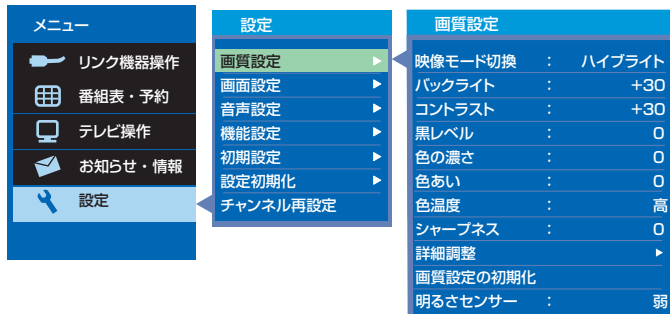 メニュー
リンク機器操作
番組表・予約
テレビ操作
お知らせ・情報
設定
設定
画質設定
画面設定
音声設定
機能設定
初期設定
設定初期化
チャンネル再設定
画質設定
映像モード切換 : ハイブライト
バックライト : +30
コントラスト : +30
黒レベル : 0
色の濃さ : 0
色あい : 0
色温度 : 高
シャープネス : 0
詳細調整
画質設定の初期化
明るさセンサー : 弱